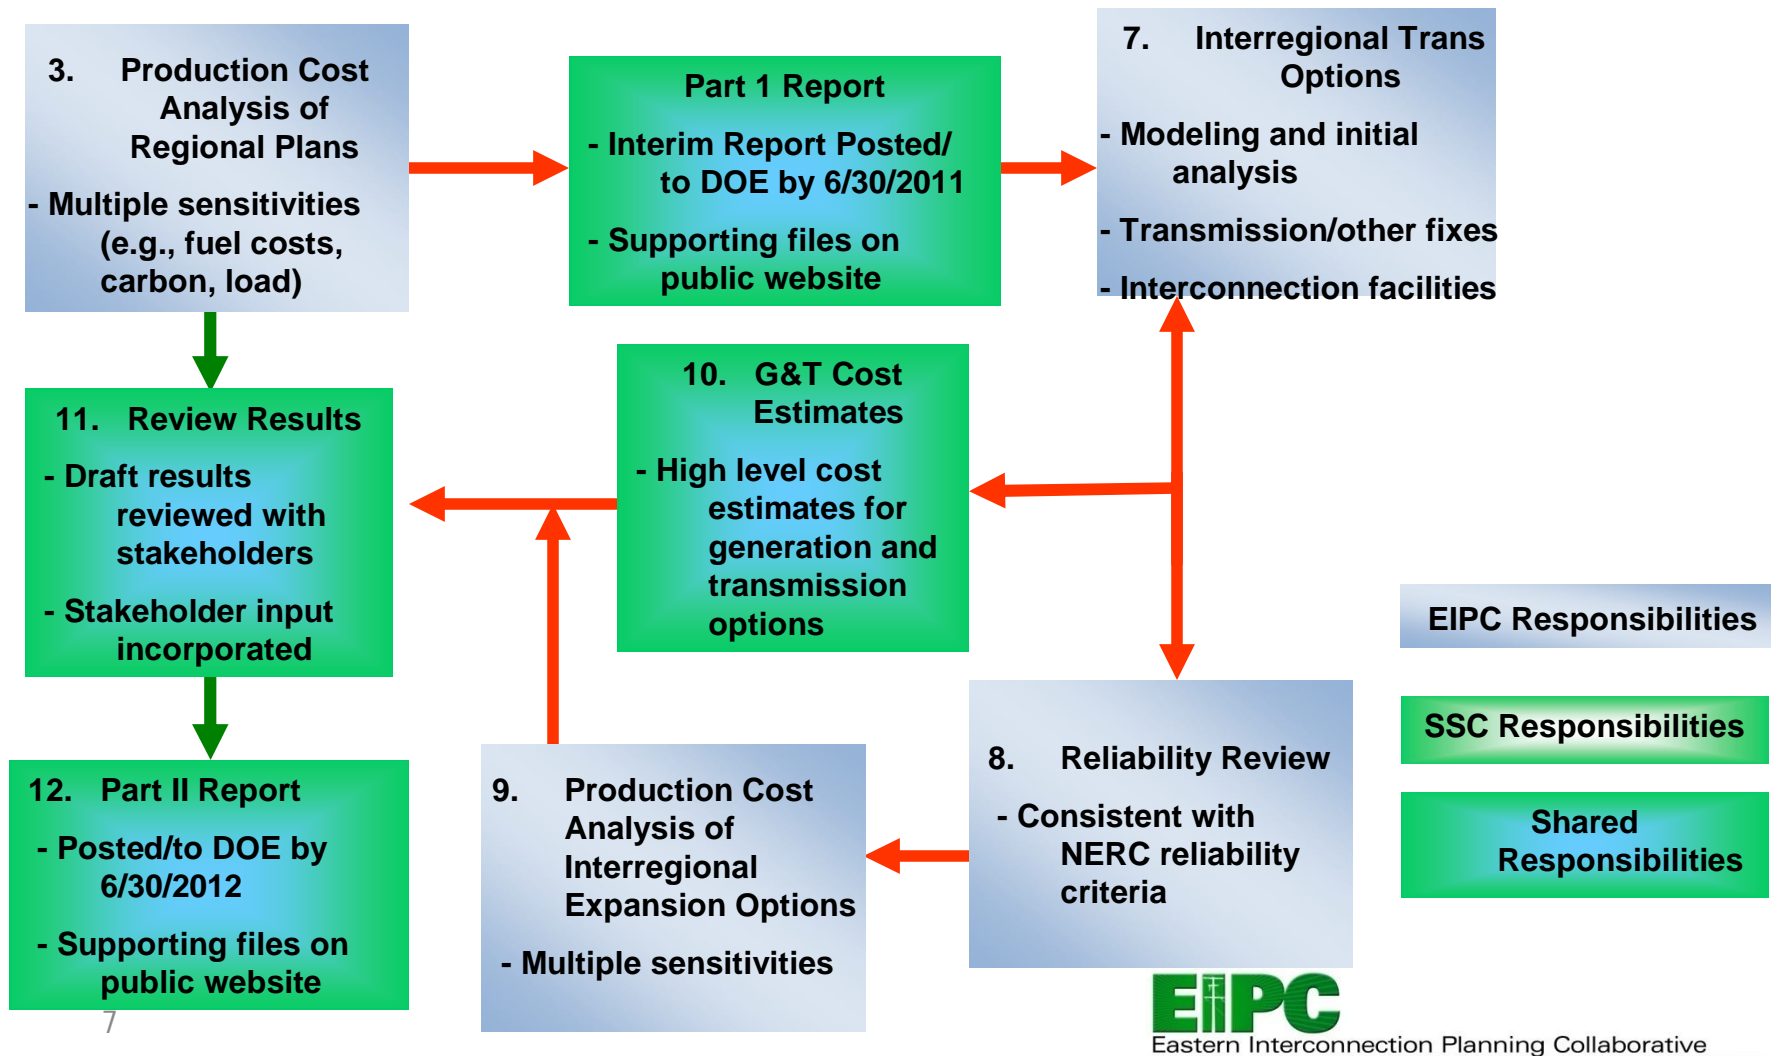 3. Production Cost
Analysis of
Regional Plans
- Multiple sensitivities
(e.g., fuel costs,
carbon, load)
Part 1 Report
- Interim Report Posted/
to DOE by 6/30/2011
- Supporting files on
public website
7. Interregional Trans
Options
- Modeling and initial
analysis
- Transmission/other fixes
- Interconnection facilities
11. Review Results
- Draft results
reviewed with
stakeholders
- Stakeholder input
incorporated
10. G&T Cost
Estimates
- High level cost
estimates for
generation and
transmission
options
12. Part II Report
- Posted/to DOE by
6/30/2012
- Supporting files on
public website
9. Production Cost
Analysis of
Interregional
Expansion Options
- Multiple sensitivities
8. Reliability Review
- Consistent with
NERC reliability
criteria
EIPC Responsibilities
SSC Responsibilities
Shared
Responsibilities
7
EIPC
Eastern Interconnection Planning Collaborative